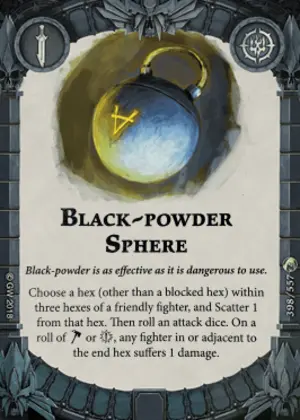 Black-powder
Sphere
Black-powder is as effective as it is dangerous to use.
Choose a hex (other than a blocked hex) within
three hexes of a friendly fighter, and Scatter 1
from that hex. Then roll an attack dice. On a
roll of or , any fighter in or adjacent to
the end hex suffers 1 damage.
©GW 2018
398/557